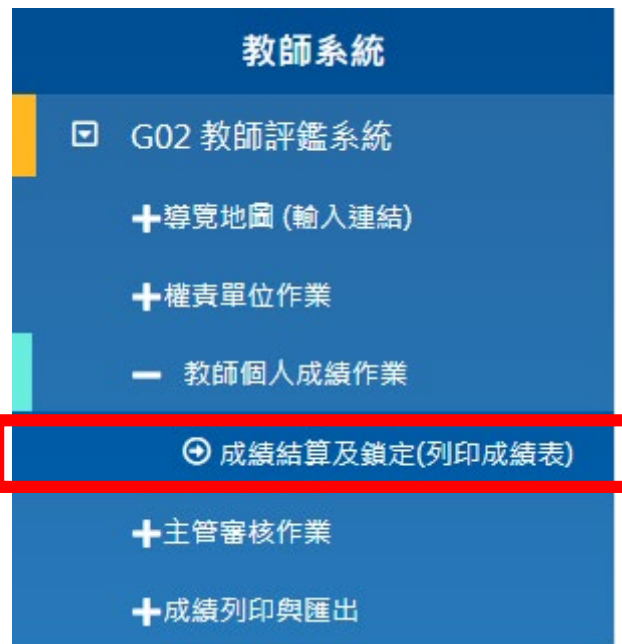 教師系統
G02 教師評鑑系統
導覽地圖 (輸入連結)
權責單位作業
教師個人成績作業
成績結算及鎖定(列印成績表)
主管審核作業
成績列印與匯出